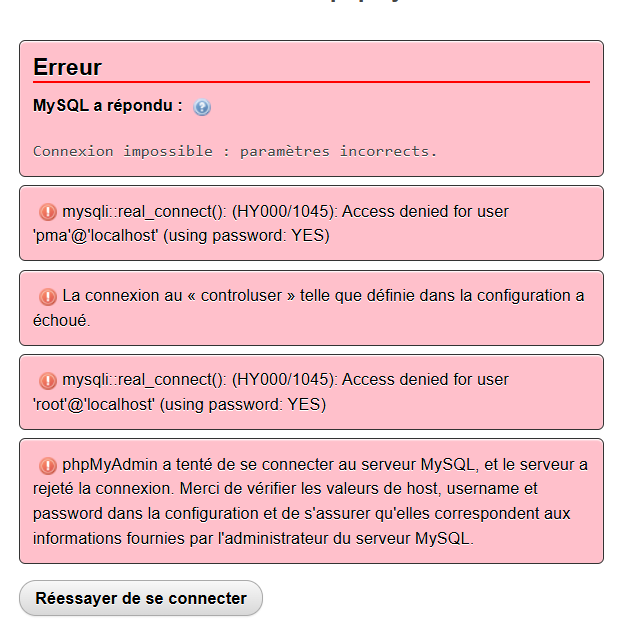 Erreur
MySQL a répondu :
Connexion impossible : paramètres incorrects.
mysqli::real_connect(): (HY000/1045): Access denied for user
'pma'@'localhost' (using password: YES)
La connexion au « controluser » telle que définie dans la configuration a
échoué.
mysqli::real_connect(): (HY000/1045): Access denied for user
'root'@'localhost' (using password: YES)
phpMyAdmin a tenté de se connecter au serveur MySQL, et le serveur a
rejeté la connexion. Merci de vérifier les valeurs de host, username et
password dans la configuration et de s'assurer qu'elles correspondent aux
informations fournies par l'administrateur du serveur MySQL.
Réessayer de se connecter